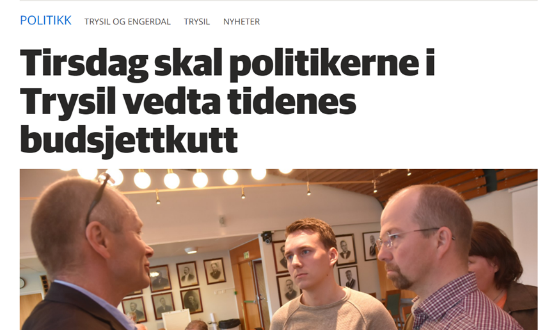 POLITIKK TRYSIL OG ENGERDAL TRYSIL NYHETER
Tirsdag skal politikerne i
Trysil vedta tidenes
budsjettkutt